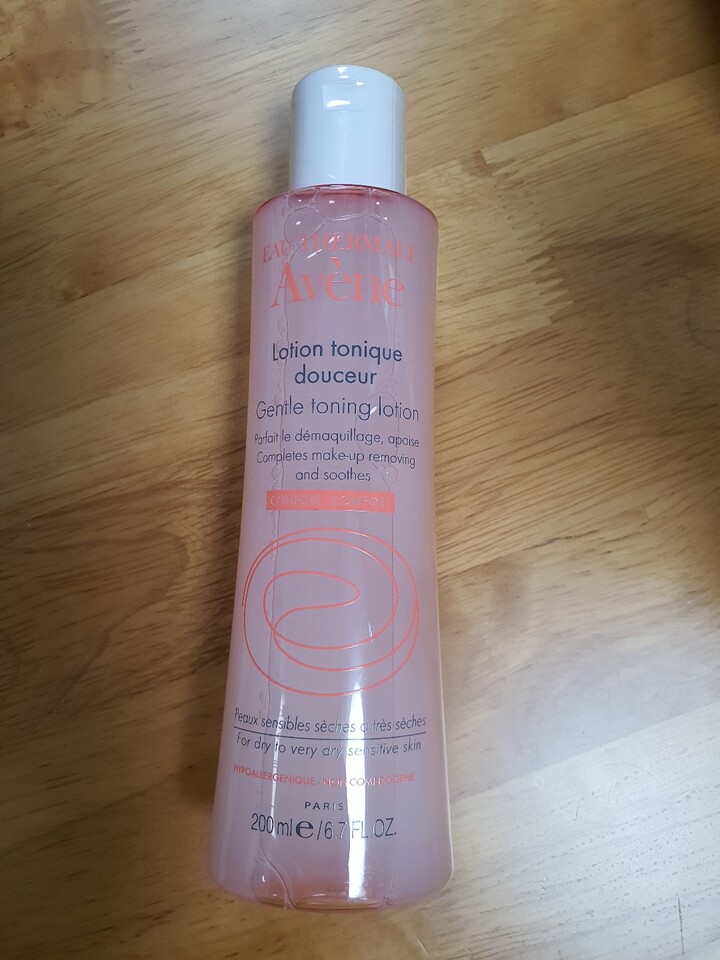 EAU THERMALE
Avène
Lotion tonique
douceur
Gentle toning lotion
Parfait le démaquillage, apaise
Completes make-up removing
and soothes
CONFORT - COMFORT
Peaux sensibles sèches à très sèches
For dry to very dry sensitive skin
HYPOALLERGÉNIQUE - NON COMÉDOGÈNE
PARIS
200 ml e / 6.7 FL.OZ.